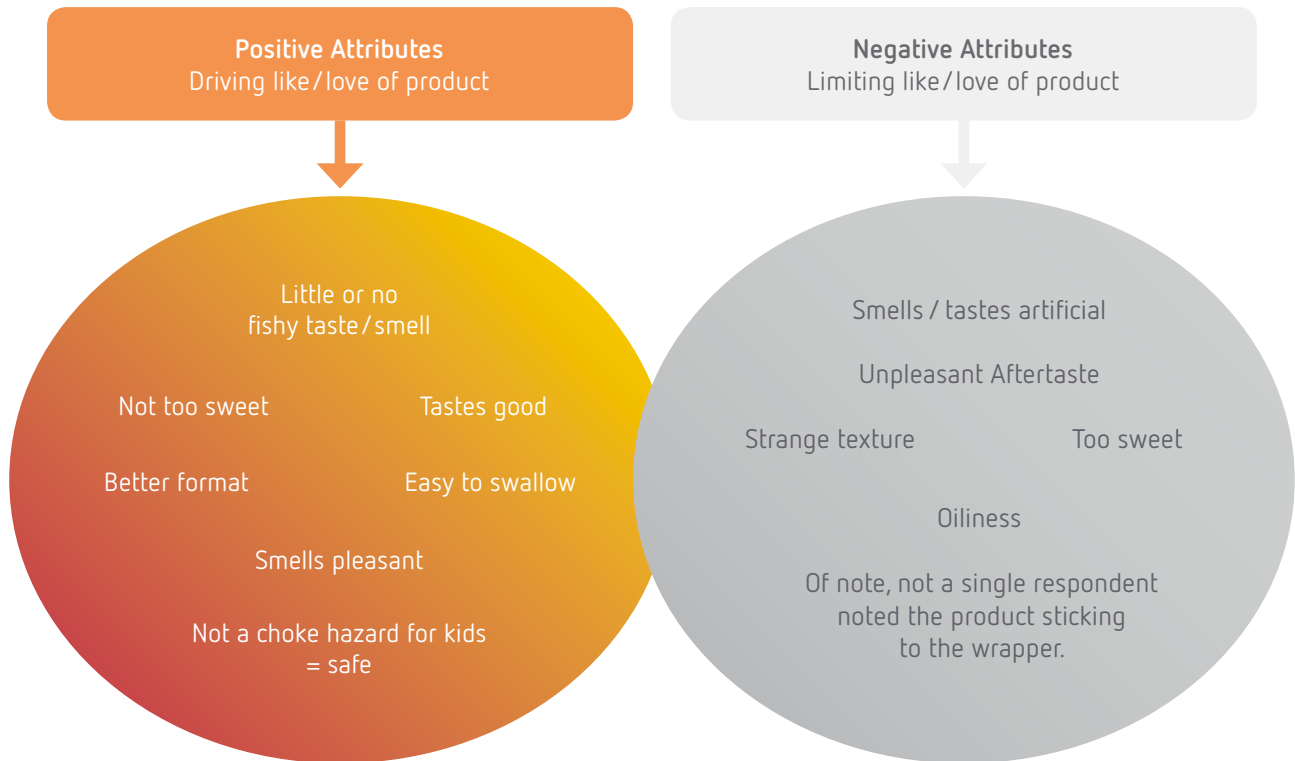 Positive Attributes
Driving like/love of product
Negative Attributes
Limiting like/love of product
Little or no
fishy taste/smell
Not too sweet
Tastes good
Better format
Easy to swallow
Smells pleasant
Not a choke hazard for kids
= safe
Smells / tastes artificial
Unpleasant Aftertaste
Strange texture
Too sweet
Oiliness
Of note, not a single respondent
noted the product sticking
to the wrapper.